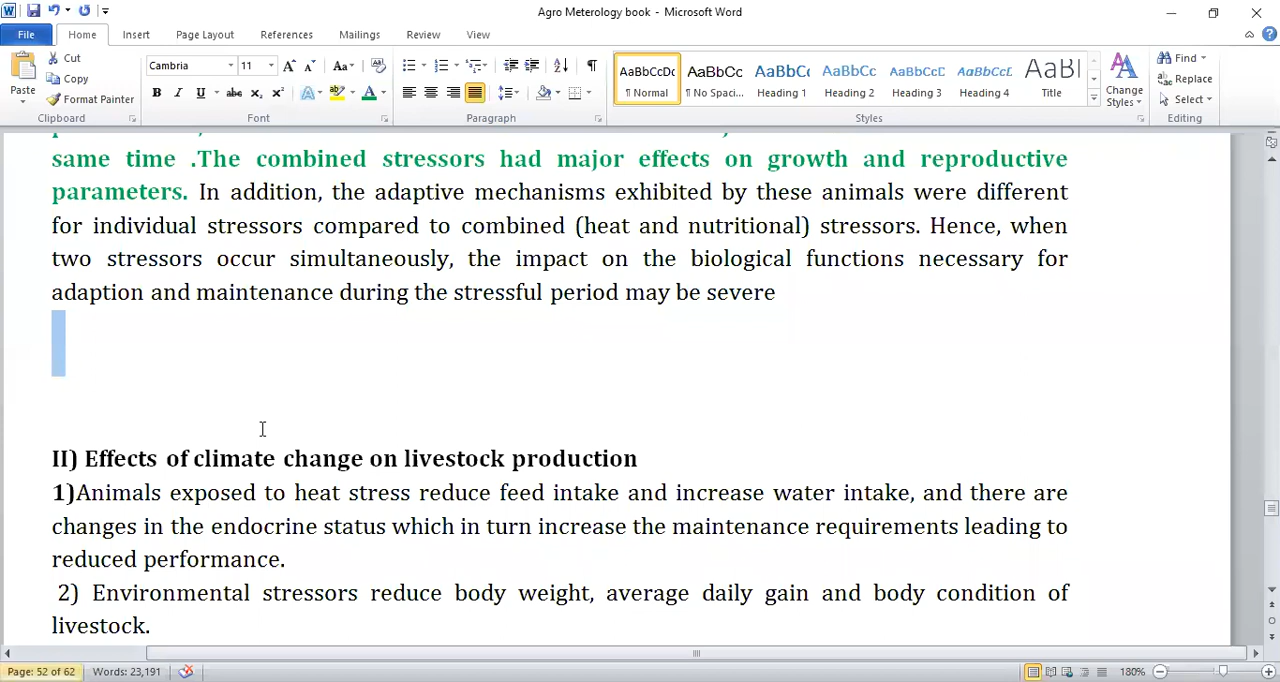 Agro Meterology book - Microsoft Word
File Home Insert Page Layout References Mailings Review View
Cut
Copy
Format Painter
Paste
Clipboard
Cambria 11
Font
Paragraph
AaBbCcDc AaBbCc AaBbCc AaBbCc AaBbCcD AaBbCcD AaBl
¶ Normal ¶ No Spaci... Heading 1 Heading 2 Heading 3 Heading 4 Title
Change Styles
Styles
Find
Replace
Select
Editing
same time .The combined stressors had major effects on growth and reproductive
parameters. In addition, the adaptive mechanisms exhibited by these animals were different
for individual stressors compared to combined (heat and nutritional) stressors. Hence, when
two stressors occur simultaneously, the impact on the biological functions necessary for
adaption and maintenance during the stressful period may be severe
II) Effects of climate change on livestock production
1)Animals exposed to heat stress reduce feed intake and increase water intake, and there are
changes in the endocrine status which in turn increase the maintenance requirements leading to
reduced performance.
2) Environmental stressors reduce body weight, average daily gain and body condition of
livestock.
Page: 52 of 62 Words: 23,191 180%